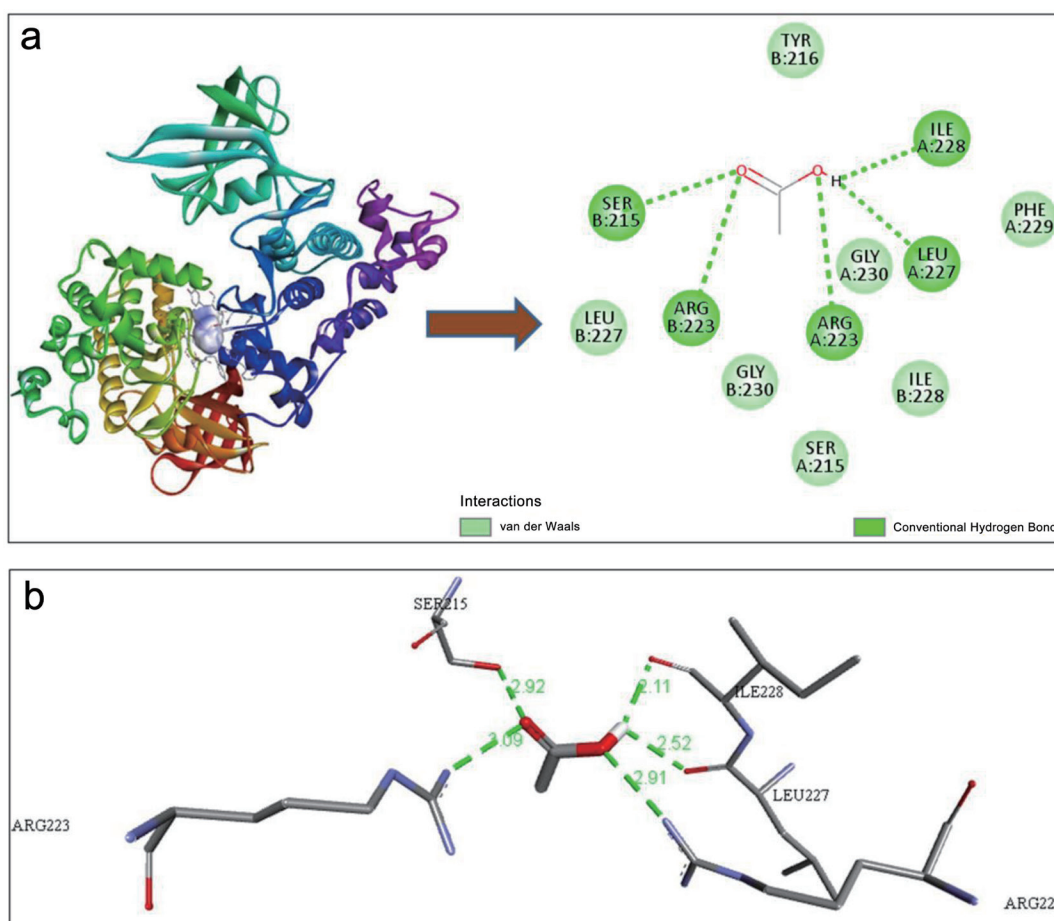 a
TYR
B:216
ILE
A:228
O
O
H
SER
B:215
PHE
A:229
GLY
A:230
LEU
A:227
LEU
B:227
ARG
B:223
ARG
A:223
GLY
B:230
ILE
B:228
SER
A:215
Interactions
van der Waals
Conventional Hydrogen Bond
b
SER215
2.92
2.11
ILE228
3.09
2.52
2.91
LEU227
ARG223
ARG22